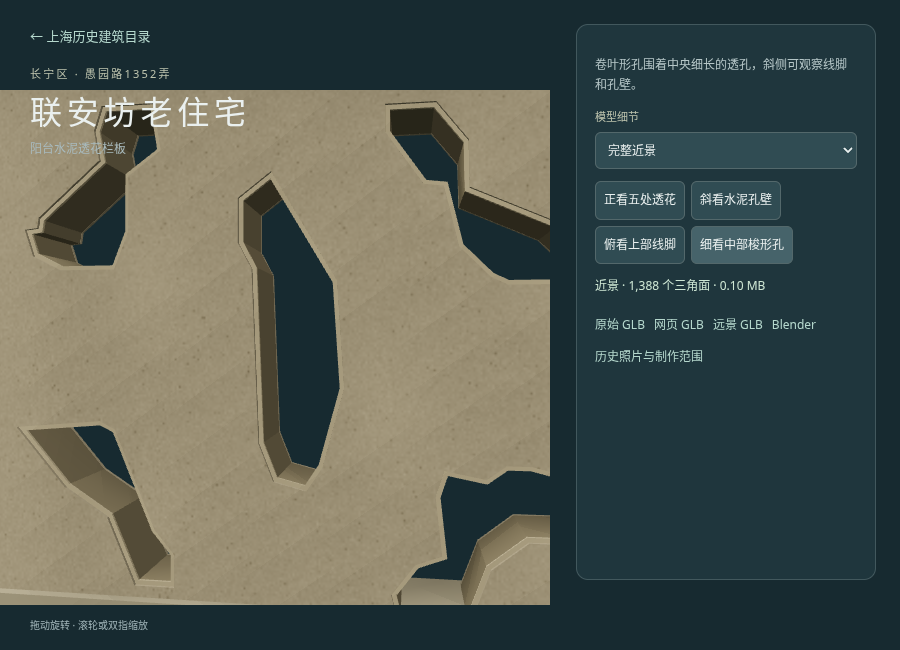 ← 上海历史建筑目录
长宁区 · 愚园路1352弄
联安坊老住宅
阳台水泥透花栏板
拖动旋转 · 滚轮或双指缩放
卷叶形孔围着中央细长的透孔，斜侧可观察线脚
和孔壁。
模型细节
完整近景
正看五处透花 斜看水泥孔壁
俯看上部线脚 细看中部梭形孔
近景 · 1,388 个三角面 · 0.10 MB
原始 GLB 网页 GLB 远景 GLB Blender
历史照片与制作范围